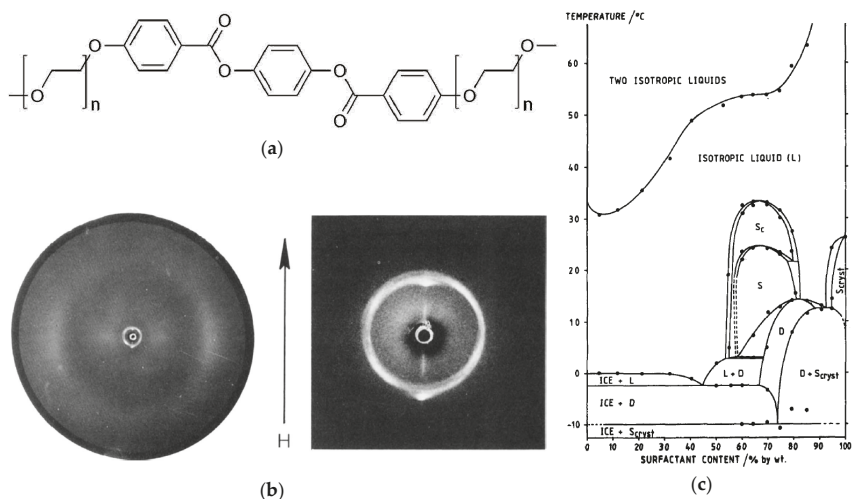 O
O
O
O
O
O
O
O
n
n
(a)
H
(b)
TEMPERATURE /°C
60
50
40
30
20
10
0
-10
TWO ISOTROPIC LIQUIDS
ISOTROPIC LIQUID (L)
Sc
S
Scryst
D
L + D
D + Scryst
ICE + L
ICE + D
ICE + Scryst
0 10 20 30 40 50 60 70 80 90 100
SURFACTANT CONTENT /% by wt.
(c)